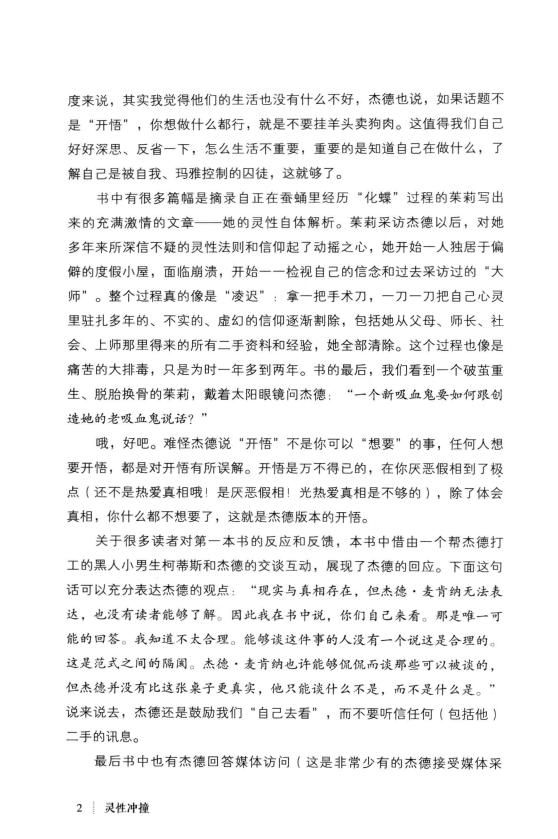 度来说，其实我觉得他们的生活也没有什么不好，杰德也说，如果话题不
是“开悟”，你想做什么都行，就是不要挂羊头卖狗肉。这值得我们自己
好好深思、反省一下，怎么生活不重要，重要的是知道自己在做什么，了
解自己是被自我、玛雅控制的囚徒，这就够了。
书中有很多篇幅是摘录自正在蚕蛹里经历“化蝶”过程的茱莉写出
来的充满激情的文章——她的灵性自体解析。茱莉采访杰德以后，对她
多年来所深信不疑的灵性法则和信仰起了动摇之心，她开始一人独居于偏
僻的度假小屋，面临崩溃，开始一一检视自己的信念和过去采访过的“大
师”。整个过程真的像是“凌迟”：拿一把手术刀，一刀一刀把自己心灵
里驻扎多年的、不实的、虚幻的信仰逐渐割除，包括她从父母、师长、社
会、上师那里得来的所有二手资料和经验，她全部清除。这个过程也像是
痛苦的大排毒，只是为时一年多到两年。书的最后，我们看到一个破茧重
生、脱胎换骨的茱莉，戴着太阳眼镜问杰德：“一个新吸血鬼要如何跟创
造她的老吸血鬼说话？”
哦，好吧。难怪杰德说“开悟”不是你可以“想要”的事，任何人想
要开悟，都是对开悟有所误解。开悟是万不得已的，在你厌恶假相到了极
点（还不是热爱真相哦！是厌恶假相！光热爱真相是不够的），除了体会
真相，你什么都不想要了，这就是杰德版本的开悟。
关于很多读者对第一本书的反应和反馈，本书中借由一个帮杰德打
工的黑人小男生柯蒂斯和杰德的交谈互动，展现了杰德的回应。下面这句
话可以充分表达杰德的观点：“现实与真相存在，但杰德·麦肯纳无法表
达，也没有读者能够了解。因此我在书中说，你们自己来看。那是唯一可
能的回答。我知道不太合理。能够谈这件事的人没有一个说这是合理的。
这是范式之间的隔阂。杰德·麦肯纳也许能够侃侃而谈那些可以被谈的，
但杰德并没有比这张桌子更真实，他只能谈什么不是，而不是什么是。”
说来说去，杰德还是鼓励我们“自己去看”，而不要听信任何（包括他）
二手的讯息。
最后书中也有杰德回答媒体访问（这是非常少有的杰德接受媒体采
2 灵性冲撞